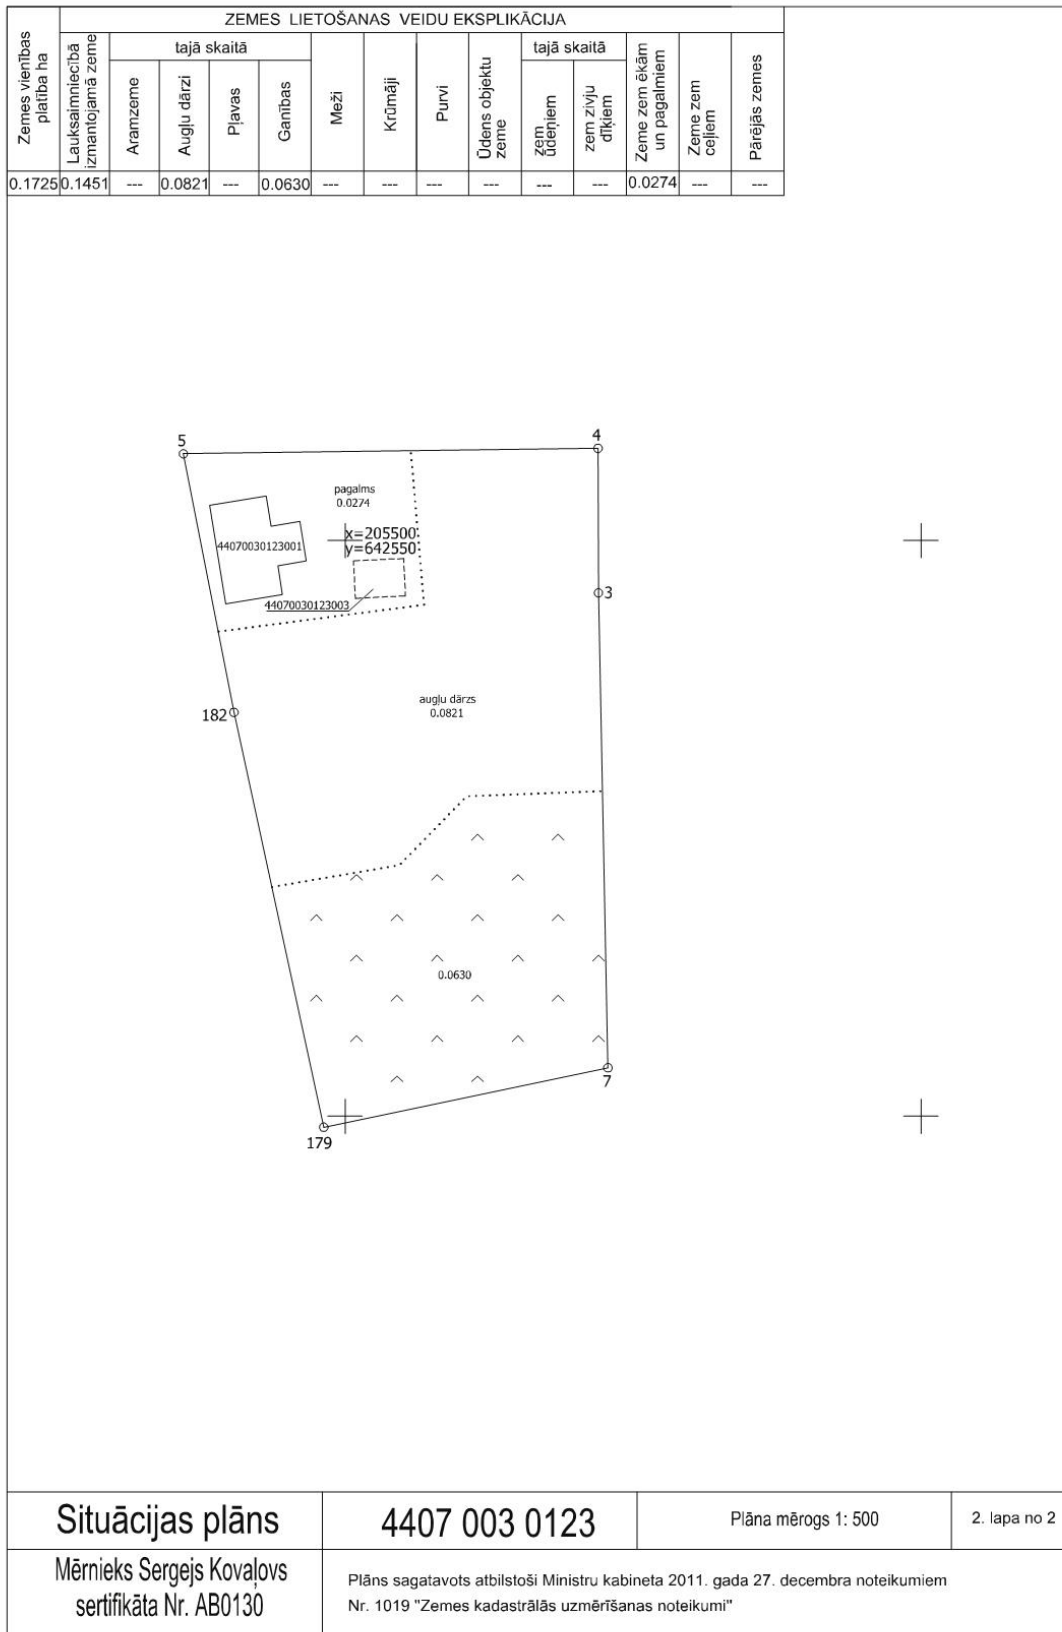 ZEMES LIETOŠANAS VEIDU EKSPLIKĀCIJA
Zemes vienības
platība ha
Lauksaimniecībā
izmantojamā zeme
tajā skaitā
Aramzeme
Augļu dārzi
Pļavas
Ganības
Meži
Krūmāji
Purvi
Ūdens objektu
zeme
tajā skaitā
zem
ūdeņiem
zem zivju
dīķiem
Zeme zem ēkām
un pagalmiem
Zeme zem
ceļiem
Pārējās zemes
0.1725 0.1451 --- 0.0821 --- 0.0630 --- --- --- --- --- --- 0.0274 --- ---
5
4
pagalms
0.0274
x=205500
y=642550
44070030123001
44070030123003
3
182
augļu dārzs
0.0821
0.0630
7
179
Situācijas plāns
4407 003 0123
Plāna mērogs 1: 500
2. lapa no 2
Mērnieks Sergejs Kovaļovs
sertifikāta Nr. AB0130
Plāns sagatavots atbilstoši Ministru kabineta 2011. gada 27. decembra noteikumiem
Nr. 1019 "Zemes kadastrālās uzmērīšanas noteikumi"